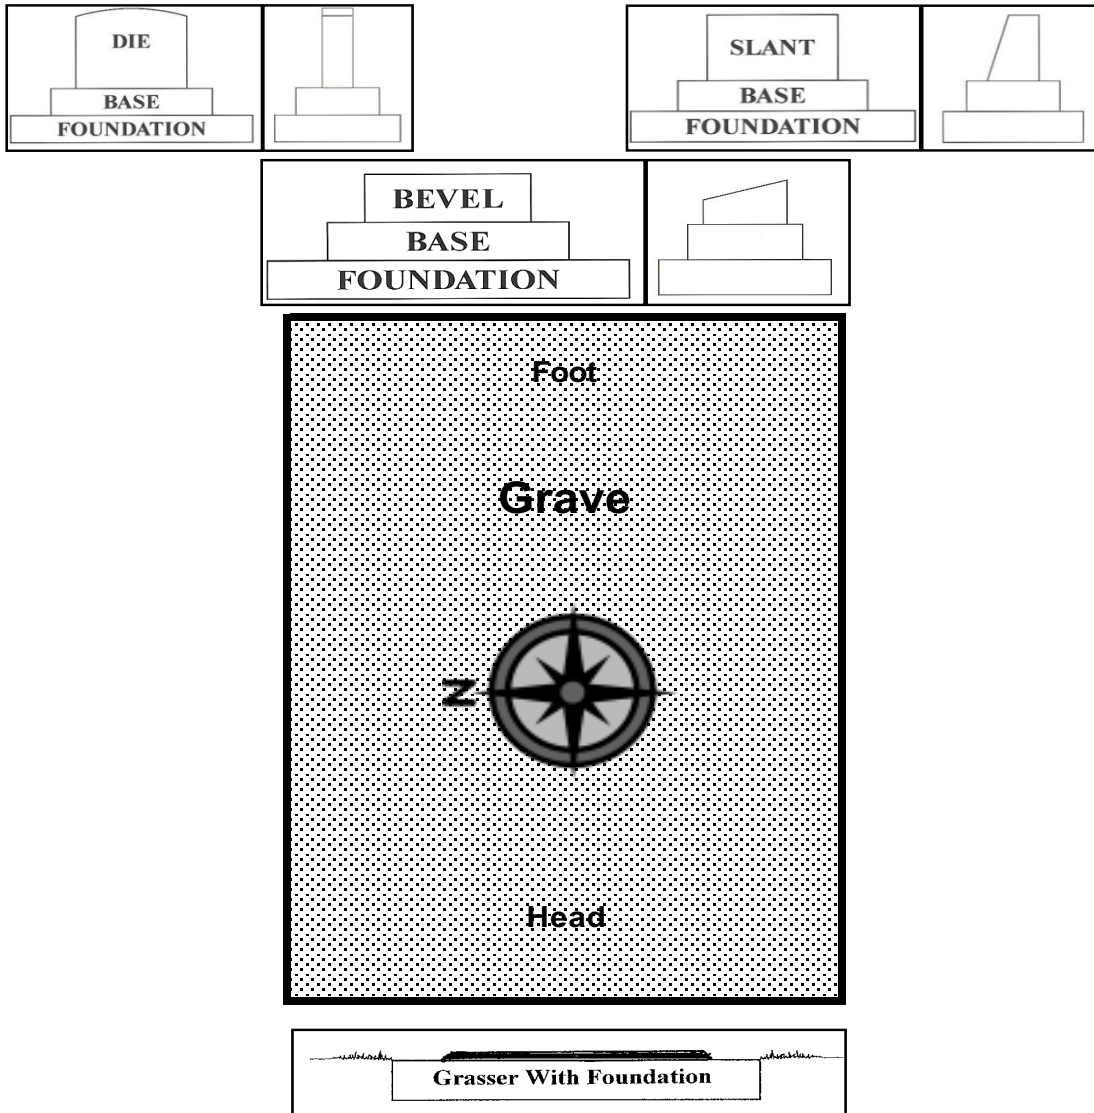 DIE
BASE
FOUNDATION
SLANT
BASE
FOUNDATION
BEVEL
BASE
FOUNDATION
Foot
Grave
N
Head
Grasser With Foundation